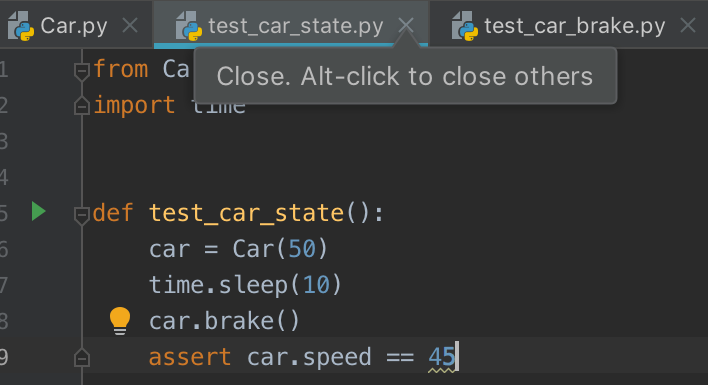 Car.py
test_car_state.py
test_car_brake.py
Close. Alt-click to close others
1 from Ca
2 import time
3
4
5 def test_car_state():
6 car = Car(50)
7 time.sleep(10)
8 car.brake()
9 assert car.speed == 45